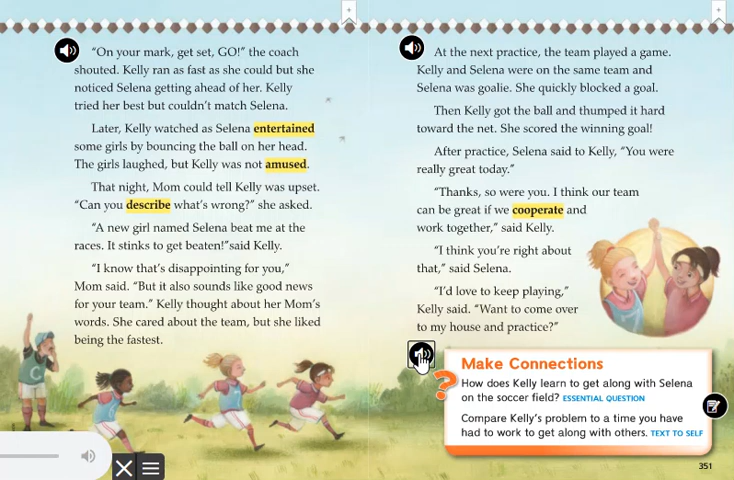 “On your mark, get set, GO!” the coach
shouted. Kelly ran as fast as she could but she
noticed Selena getting ahead of her. Kelly
tried her best but couldn’t match Selena.
Later, Kelly watched as Selena entertained
some girls by bouncing the ball on her head.
The girls laughed, but Kelly was not amused.
That night, Mom could tell Kelly was upset.
“Can you describe what’s wrong?” she asked.
“A new girl named Selena beat me at the
races. It stinks to get beaten!”said Kelly.
“I know that’s disappointing for you,”
Mom said. “But it also sounds like good news
for your team.” Kelly thought about her Mom’s
words. She cared about the team, but she liked
being the fastest.
At the next practice, the team played a game.
Kelly and Selena were on the same team and
Selena was goalie. She quickly blocked a goal.
Then Kelly got the ball and thumped it hard
toward the net. She scored the winning goal!
After practice, Selena said to Kelly, “You were
really great today.”
“Thanks, so were you. I think our team
can be great if we cooperate and
work together,” said Kelly.
“I think you’re right about
that,” said Selena.
“I’d love to keep playing,”
Kelly said. “Want to come over
to my house and practice?”
Make Connections
?
How does Kelly learn to get along with Selena
on the soccer field? ESSENTIAL QUESTION
Compare Kelly’s problem to a time you have
had to work to get along with others. TEXT TO SELF
351